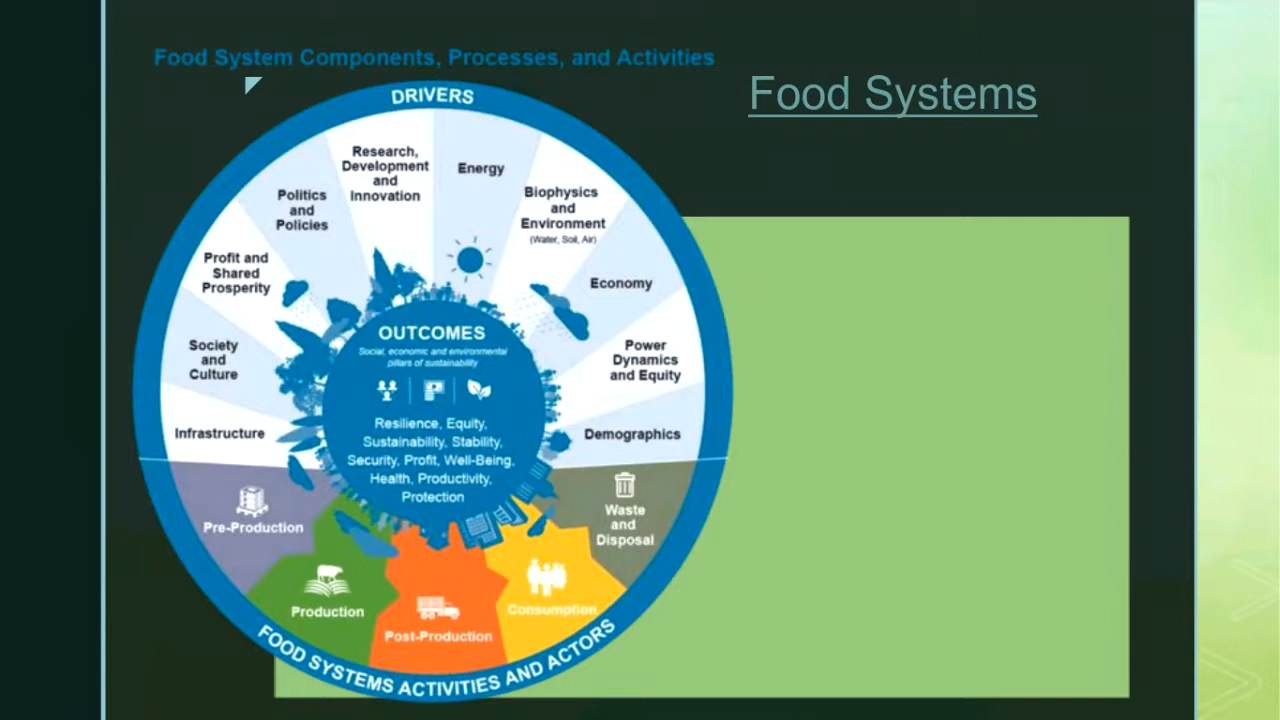 Food System Components, Processes, and Activities
Food Systems
DRIVERS
Research,
Development
and
Innovation
Energy
Politics
and
Policies
Biophysics
and
Environment
(Water, Soil, Air)
Profit and
Shared
Prosperity
Economy
Society
and
Culture
Power
Dynamics
and Equity
Infrastructure
Demographics
OUTCOMES
Social, economic and environmental
pillars of sustainability
Resilience, Equity,
Sustainability, Stability,
Security, Profit, Well-Being,
Health, Productivity,
Protection
Pre-Production
Production
Post-Production
Consumption
Waste
and
Disposal
FOOD SYSTEMS ACTIVITIES AND ACTORS